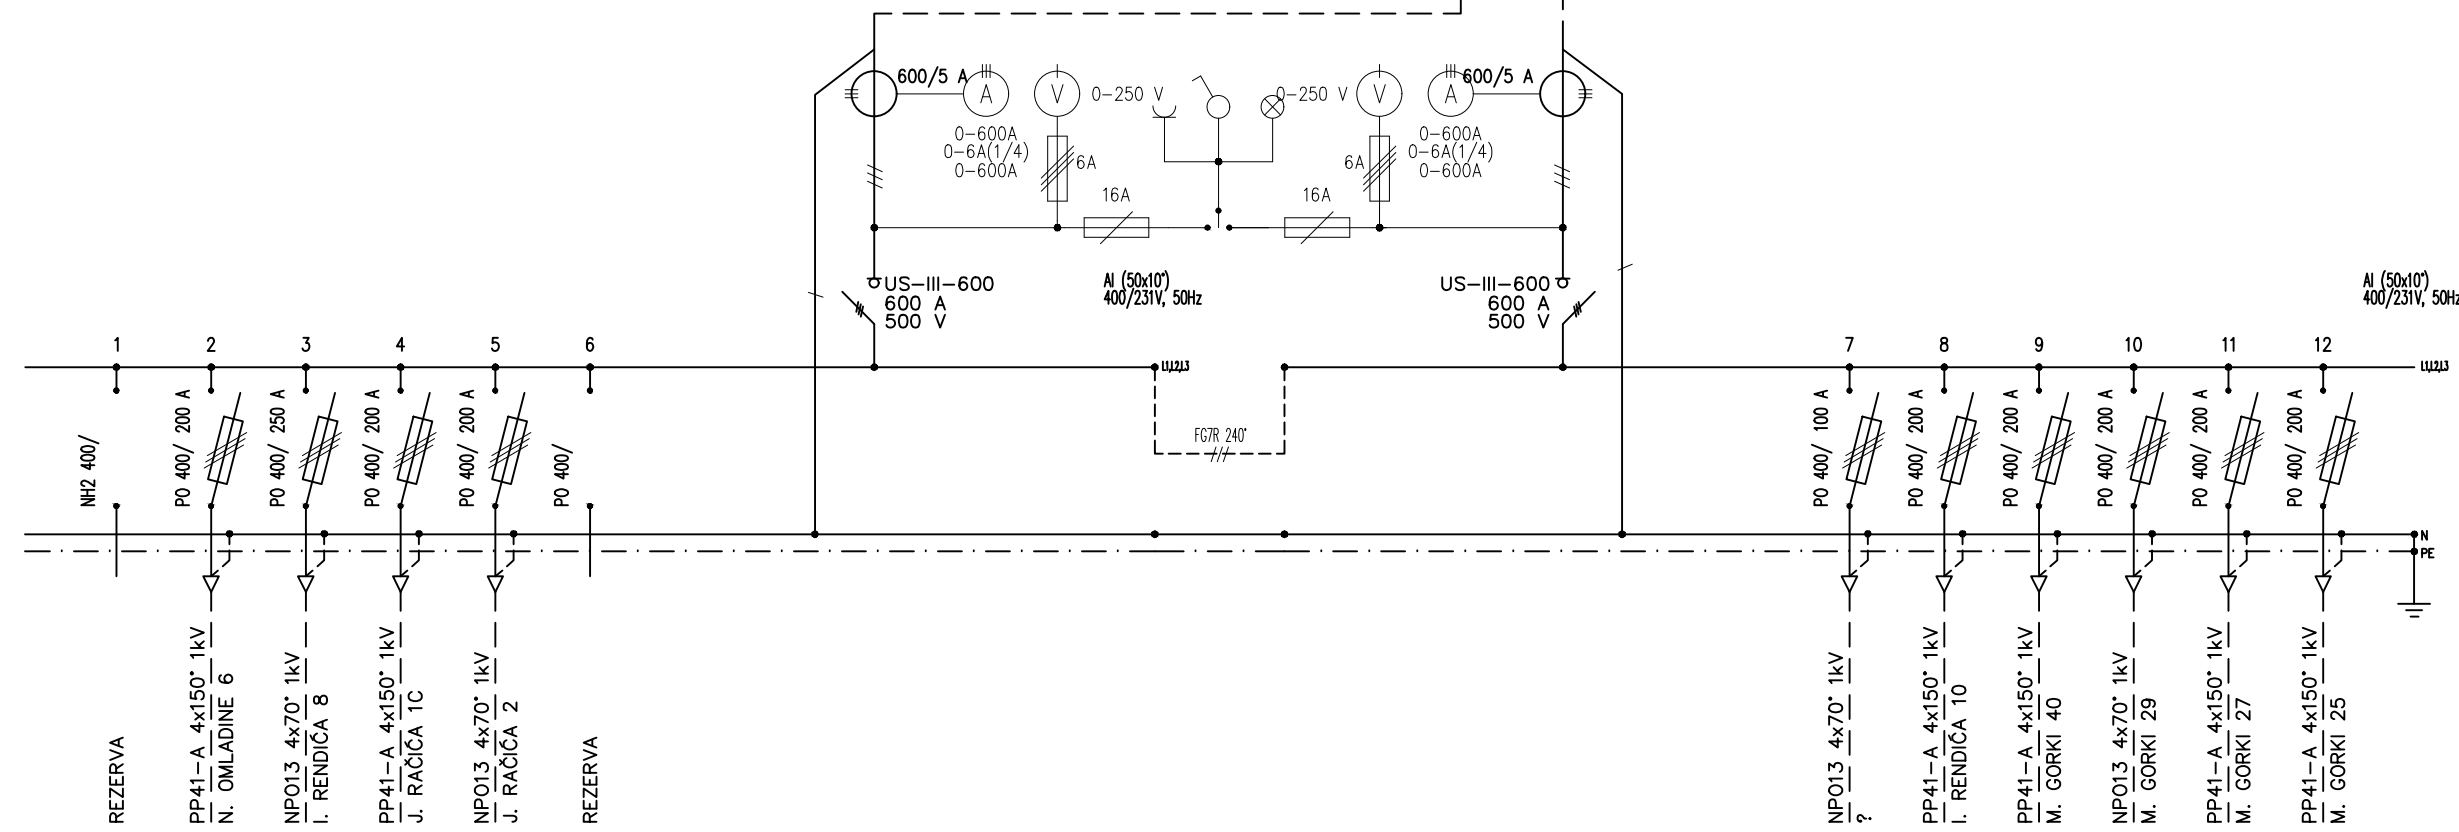 600/5 A
A
V
0-250 V
0-250 V
V
A
600/5 A
0-600A
0-6A(1/4)
0-600A
6A
6A
0-600A
0-6A(1/4)
0-600A
16A
16A
US-III-600
600 A
500 V
Al (50x10°)
400/231V, 50Hz
US-III-600
600 A
500 V
Al (50x10°)
400/231V, 50Hz
1
2
3
4
5
6
7
8
9
10
11
12
L1,L2,L3
L1,L2,L3
FG7R 240°
NH2 400/
PO 400/ 200 A
PO 400/ 250 A
PO 400/ 200 A
PO 400/ 200 A
PO 400/
PO 400/ 100 A
PO 400/ 200 A
PO 400/ 200 A
PO 400/ 200 A
PO 400/ 200 A
PO 400/ 200 A
N
PE
REZERVA
PP41-A 4x150° 1kV
N. OMLADINE 6
NPO13 4x70° 1kV
I. RENDIĆA 8
PP41-A 4x150° 1kV
J. RAČIĆA 1C
NPO13 4x70° 1kV
J. RAČIĆA 2
REZERVA
NPO13 4x70° 1kV
?
PP41-A 4x150° 1kV
I. RENDIĆA 10
PP41-A 4x150° 1kV
M. GORKI 40
NPO13 4x70° 1kV
M. GORKI 29
PP41-A 4x150° 1kV
M. GORKI 27
PP41-A 4x150° 1kV
M. GORKI 25